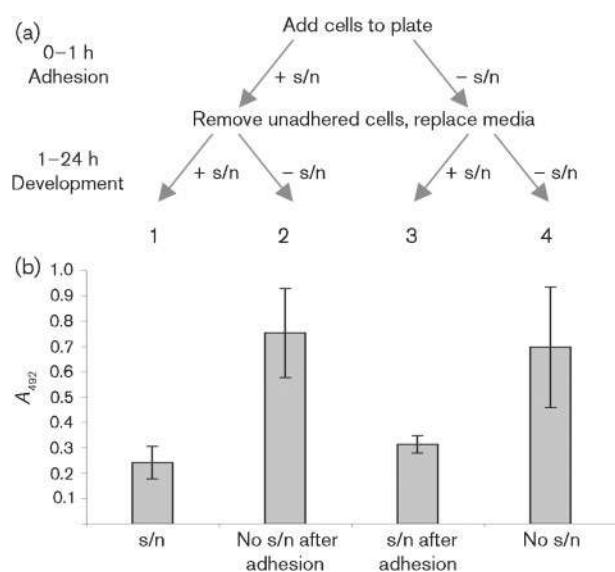 (a)
Add cells to plate
0–1 h
Adhesion
+ s/n
– s/n
Remove unadhered cells, replace media
1–24 h
Development
+ s/n
– s/n
+ s/n
– s/n
1
2
3
4
(b)
1.0
0.9
0.8
0.7
0.6
0.5
0.4
0.3
0.2
0.1
A492
s/n
No s/n after
adhesion
s/n after
adhesion
No s/n